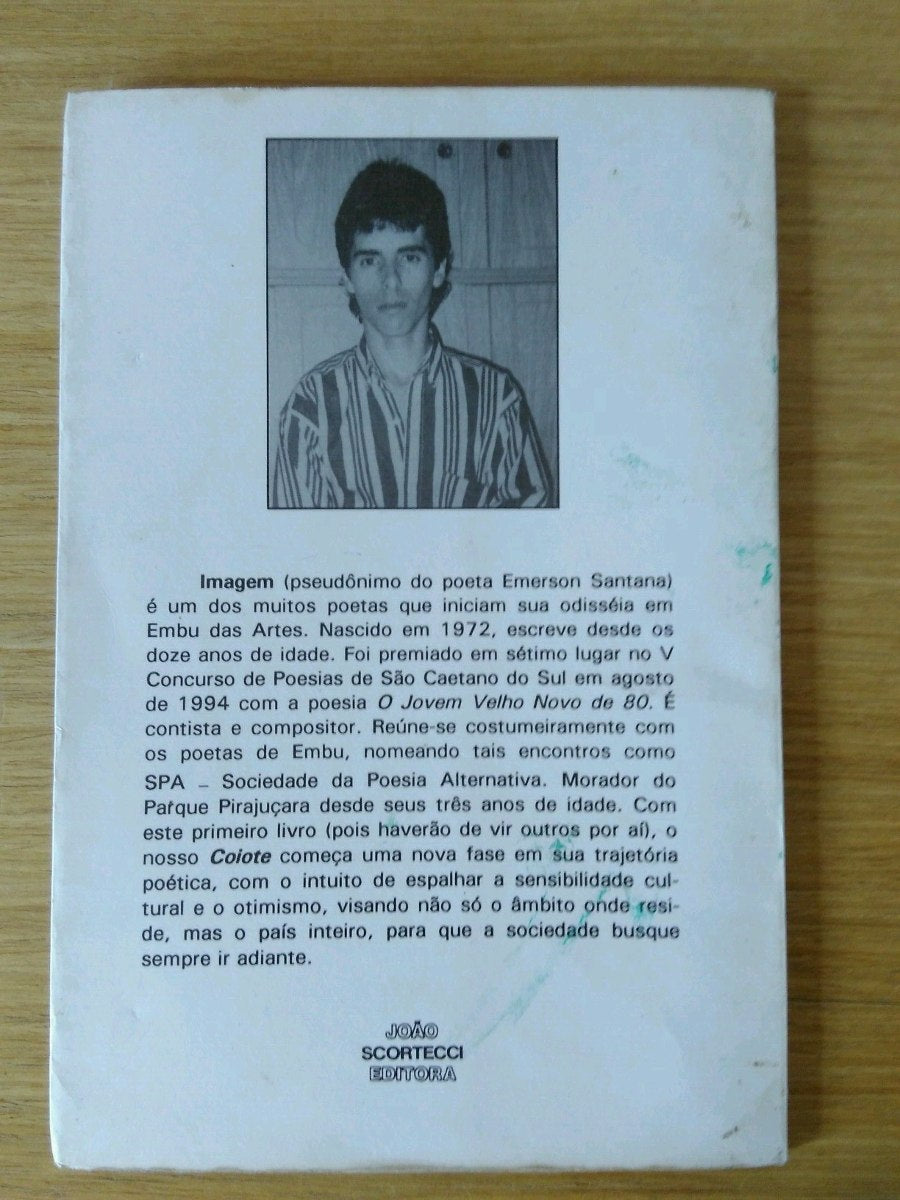 Imagem (pseudônimo do poeta Emerson Santana)
é um dos muitos poetas que iniciam sua odisséia em
Embu das Artes. Nascido em 1972, escreve desde os
doze anos de idade. Foi premiado em sétimo lugar no V
Concurso de Poesias de São Caetano do Sul em agosto
de 1994 com a poesia O Jovem Velho Novo de 80. É
contista e compositor. Reúne-se costumeiramente com
os poetas de Embu, nomeando tais encontros como
SPA – Sociedade da Poesia Alternativa. Morador do
Parque Pirajuçara desde seus três anos de idade. Com
este primeiro livro (pois haverão de vir outros por aí), o
nosso Coiote começa uma nova fase em sua trajetória
poética, com o intuito de espalhar a sensibilidade cul-
tural e o otimismo, visando não só o âmbito onde resi-
de, mas o país inteiro, para que a sociedade busque
sempre ir adiante.
JOÃO
SCORTECCI
EDITORA